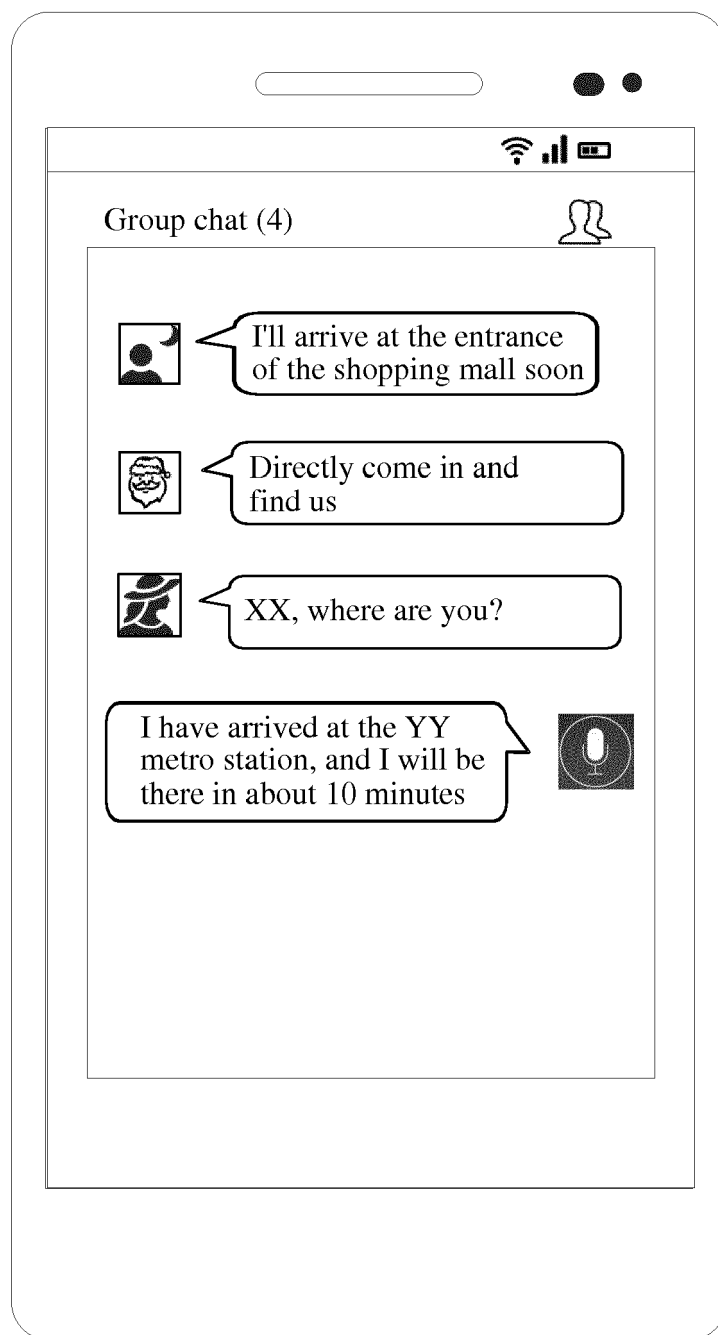 Group chat (4)
I'll arrive at the entrance
of the shopping mall soon
Directly come in and
find us
XX, where are you?
I have arrived at the YY
metro station, and I will be
there in about 10 minutes